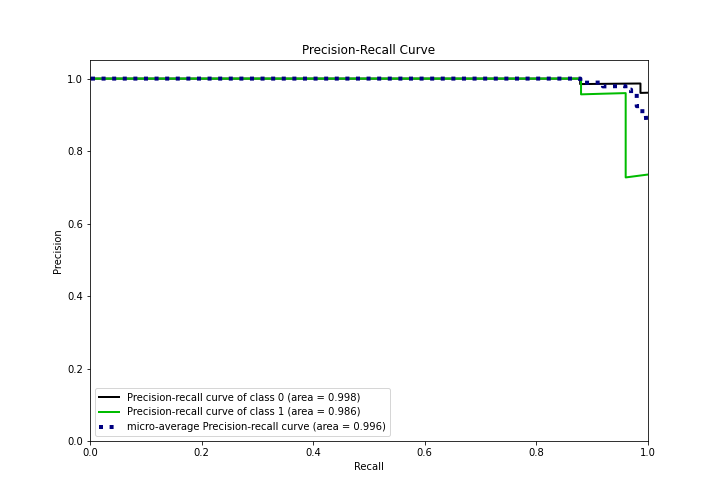 Precision-Recall Curve
1.0
0.8
0.6
0.4
0.2
0.0
Precision
Precision-recall curve of class 0 (area = 0.998)
Precision-recall curve of class 1 (area = 0.986)
micro-average Precision-recall curve (area = 0.996)
0.0 0.2 0.4 0.6 0.8 1.0
Recall